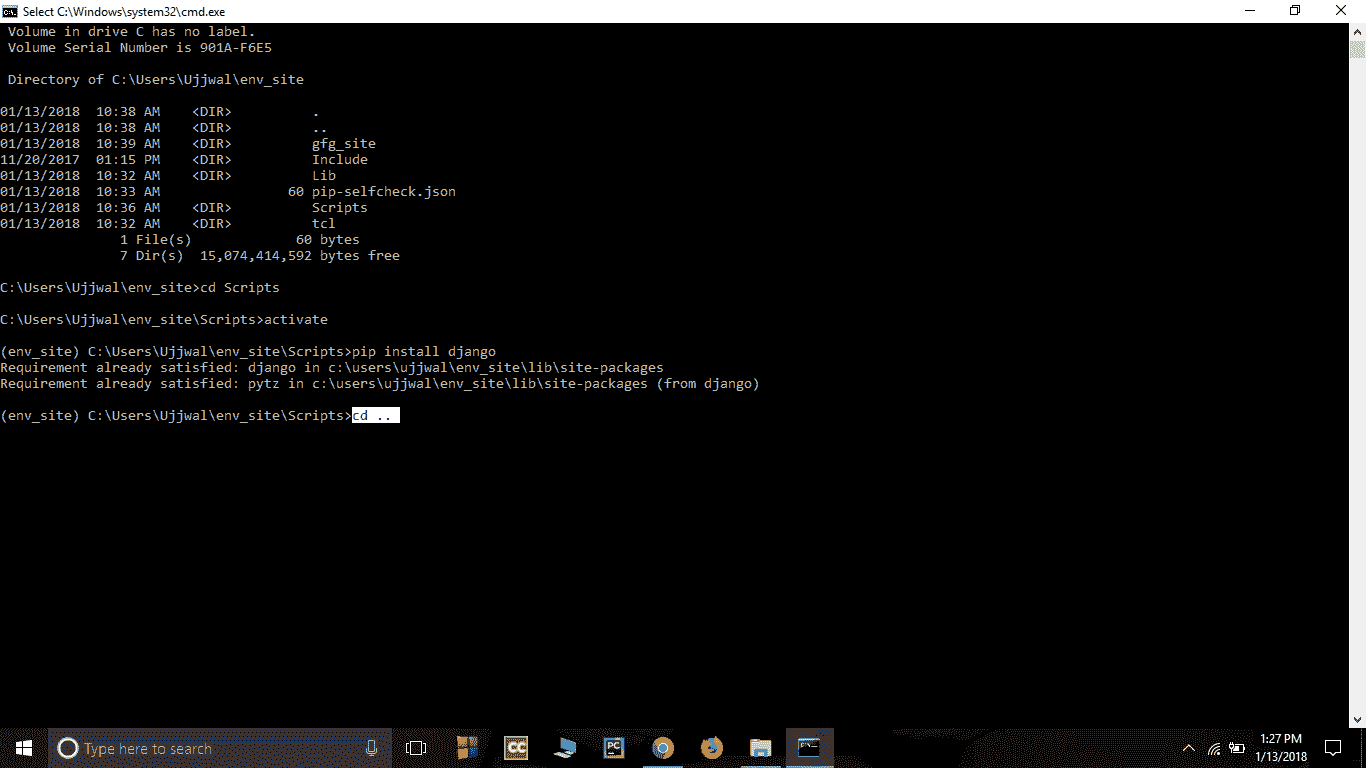 Select C:\Windows\system32\cmd.exe
Volume in drive C has no label.
Volume Serial Number is 901A-F6E5
Directory of C:\Users\Ujjwal\env_site
01/13/2018  10:38 AM    <DIR>          .
01/13/2018  10:38 AM    <DIR>          ..
01/13/2018  10:39 AM    <DIR>          gfg_site
11/20/2017  01:15 PM    <DIR>          Include
01/13/2018  10:32 AM    <DIR>          Lib
01/13/2018  10:33 AM                60 pip-selfcheck.json
01/13/2018  10:36 AM    <DIR>          Scripts
01/13/2018  10:32 AM    <DIR>          tcl
1 File(s)             60 bytes
7 Dir(s)  15,074,414,592 bytes free
C:\Users\Ujjwal\env_site>cd Scripts
C:\Users\Ujjwal\env_site\Scripts>activate
(env_site) C:\Users\Ujjwal\env_site\Scripts>pip install django
Requirement already satisfied: django in c:\users\ujjwal\env_site\lib\site-packages
Requirement already satisfied: pytz in c:\users\ujjwal\env_site\lib\site-packages (from django)
(env_site) C:\Users\Ujjwal\env_site\Scripts>cd ..
Type here to search
CC
PC
1:27 PM
1/13/2018